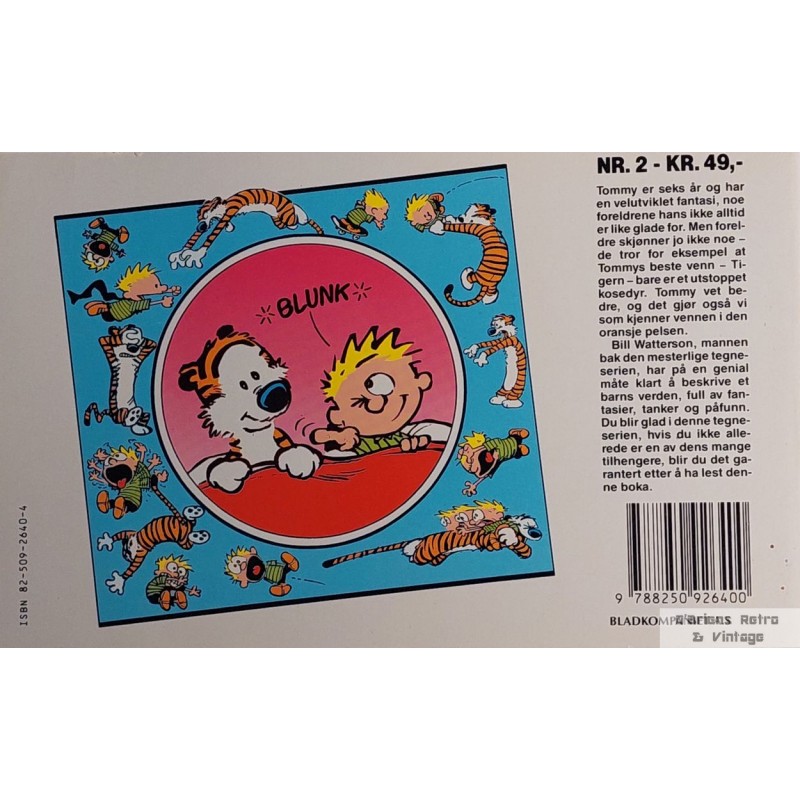 NR. 2 - KR. 49,-
Tommy er seks år og har
en velutviklet fantasi, noe
foreldrene hans ikke alltid
er like glade for. Men forel-
dre skjønner jo ikke noe –
de tror for eksempel at
Tommys beste venn – Ti-
gern – bare er et utstoppet
kosedyr. Tommy vet be-
dre, og det gjør også vi
som kjenner vennen i den
oransje pelsen.
Bill Watterson, mannen
bak den mesterlige tegne-
serien, har på en genial
måte klart å beskrive et
barns verden, full av fan-
tasier, tanker og påfunn.
Du blir glad i denne tegne-
serien, hvis du ikke alle-
rede er en av dens mange
tilhengere, blir du det ga-
rantert etter å ha lest den-
ne boka.
BLUNK
ISBN 82-509-2640-4
9 788250 926400
BLADKOMPANIET A/S
Retro
& Vintage